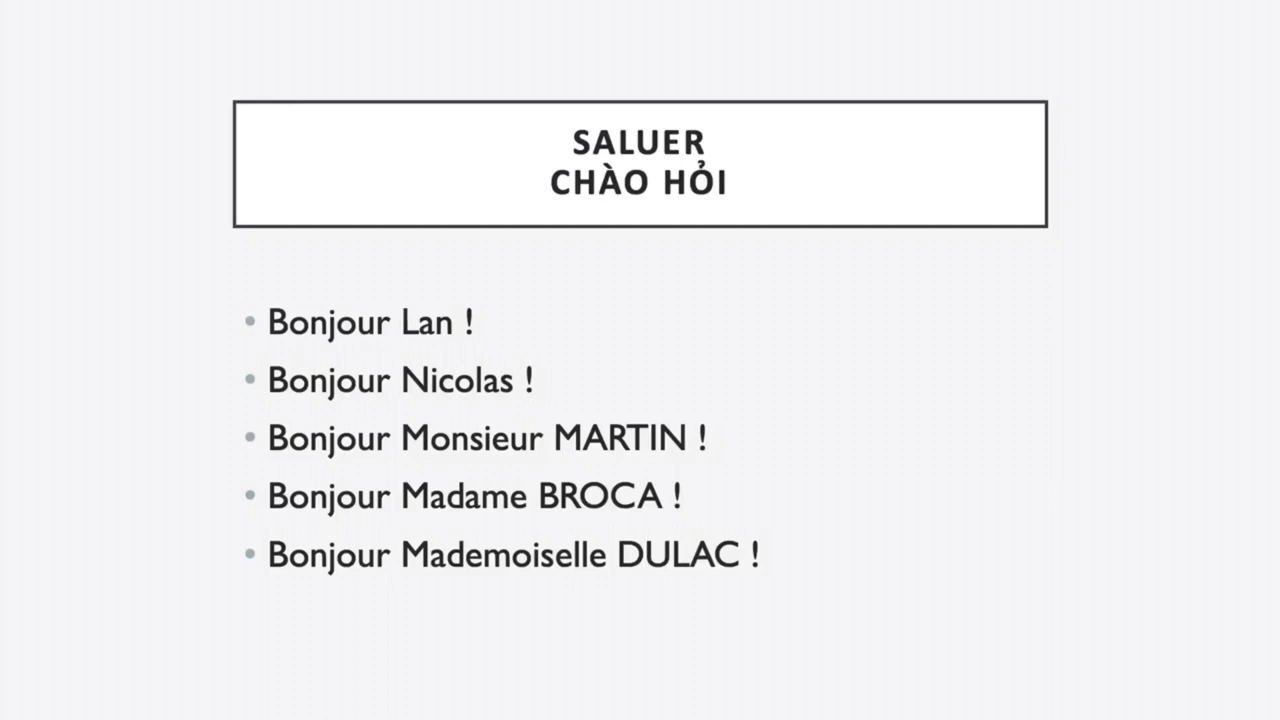 SALUER
CHÀO HỎI
• Bonjour Lan !
• Bonjour Nicolas !
• Bonjour Monsieur MARTIN !
• Bonjour Madame BROCA !
• Bonjour Mademoiselle DULAC !